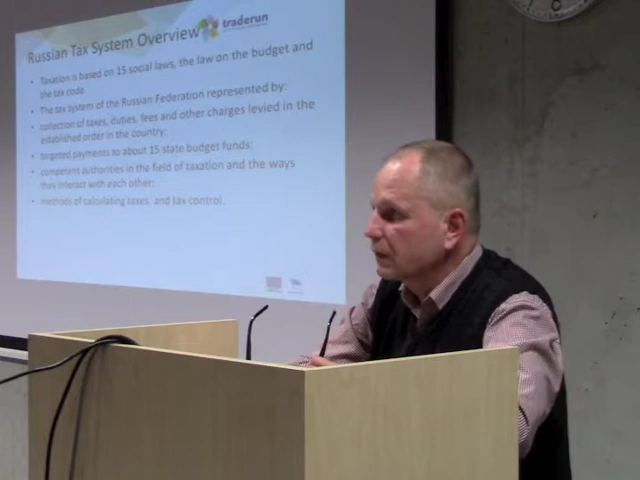 traderun
Russian Tax System Overview
• Taxation is based on 15 social laws, the law on the budget and
the tax code.
• The tax system of the Russian Federation represented by:
• collection of taxes, duties, fees and other charges levied in the
established order in the country;
• targeted payments to about 15 state budget funds;
• competent authorities in the field of taxation and the ways
they interact with each other;
• methods of calculating taxes; and tax control.